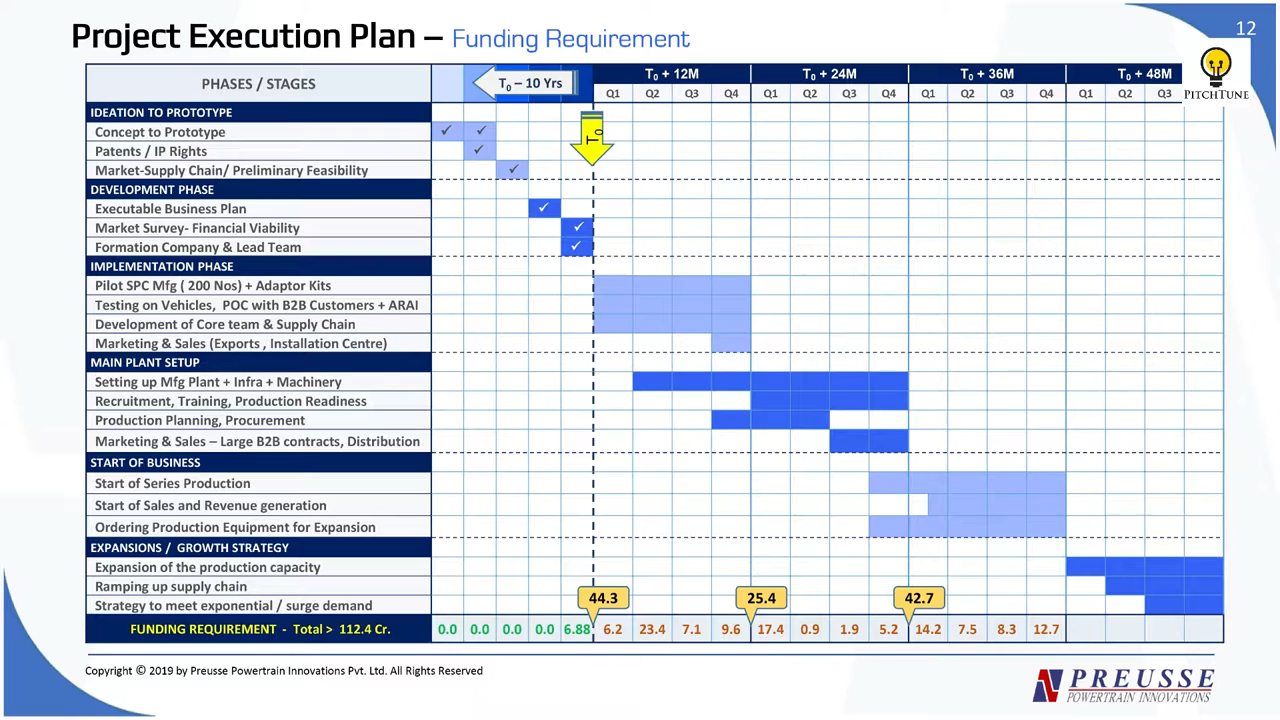 Project Execution Plan – Funding Requirement
12
PITCHTUNE
PHASES / STAGES
T0 – 10 Yrs
T0 + 12M T0 + 24M T0 + 36M T0 + 48M
Q1 Q2 Q3 Q4 Q1 Q2 Q3 Q4 Q1 Q2 Q3 Q4 Q1 Q2 Q3
T0
IDEATION TO PROTOTYPE
Concept to Prototype ✓ ✓
Patents / IP Rights ✓
Market-Supply Chain/ Preliminary Feasibility ✓
DEVELOPMENT PHASE
Executable Business Plan ✓
Market Survey- Financial Viability ✓
Formation Company & Lead Team ✓
IMPLEMENTATION PHASE
Pilot SPC Mfg ( 200 Nos) + Adaptor Kits
Testing on Vehicles, POC with B2B Customers + ARAI
Development of Core team & Supply Chain
Marketing & Sales (Exports , Installation Centre)
MAIN PLANT SETUP
Setting up Mfg Plant + Infra + Machinery
Recruitment, Training, Production Readiness
Production Planning, Procurement
Marketing & Sales – Large B2B contracts, Distribution
START OF BUSINESS
Start of Series Production
Start of Sales and Revenue generation
Ordering Production Equipment for Expansion
EXPANSIONS / GROWTH STRATEGY
Expansion of the production capacity
Ramping up supply chain
Strategy to meet exponential / surge demand
44.3 25.4 42.7
FUNDING REQUIREMENT - Total > 112.4 Cr. 0.0 0.0 0.0 0.0 6.88 6.2 23.4 7.1 9.6 17.4 0.9 1.9 5.2 14.2 7.5 8.3 12.7
Copyright © 2019 by Preusse Powertrain Innovations Pvt. Ltd. All Rights Reserved
PREUSSE
POWERTRAIN INNOVATIONS